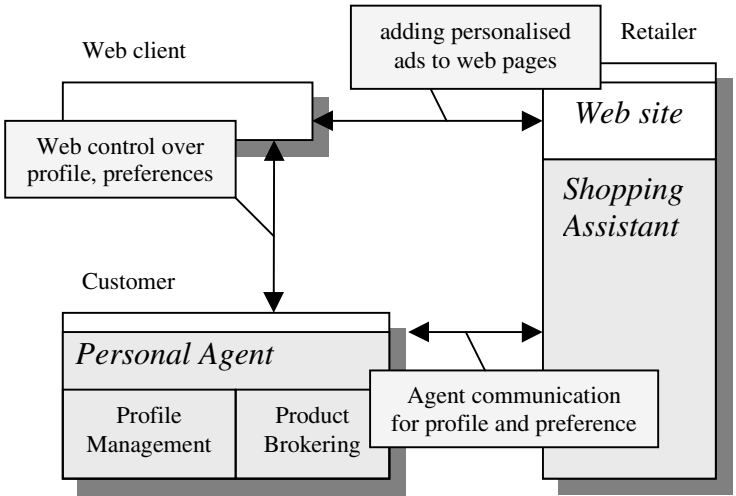 Web client
adding personalised
ads to web pages
Retailer
Web site
Web control over
profile, preferences
Shopping
Assistant
Customer
Personal Agent
Agent communication
for profile and preference
Profile
Management
Product
Brokering